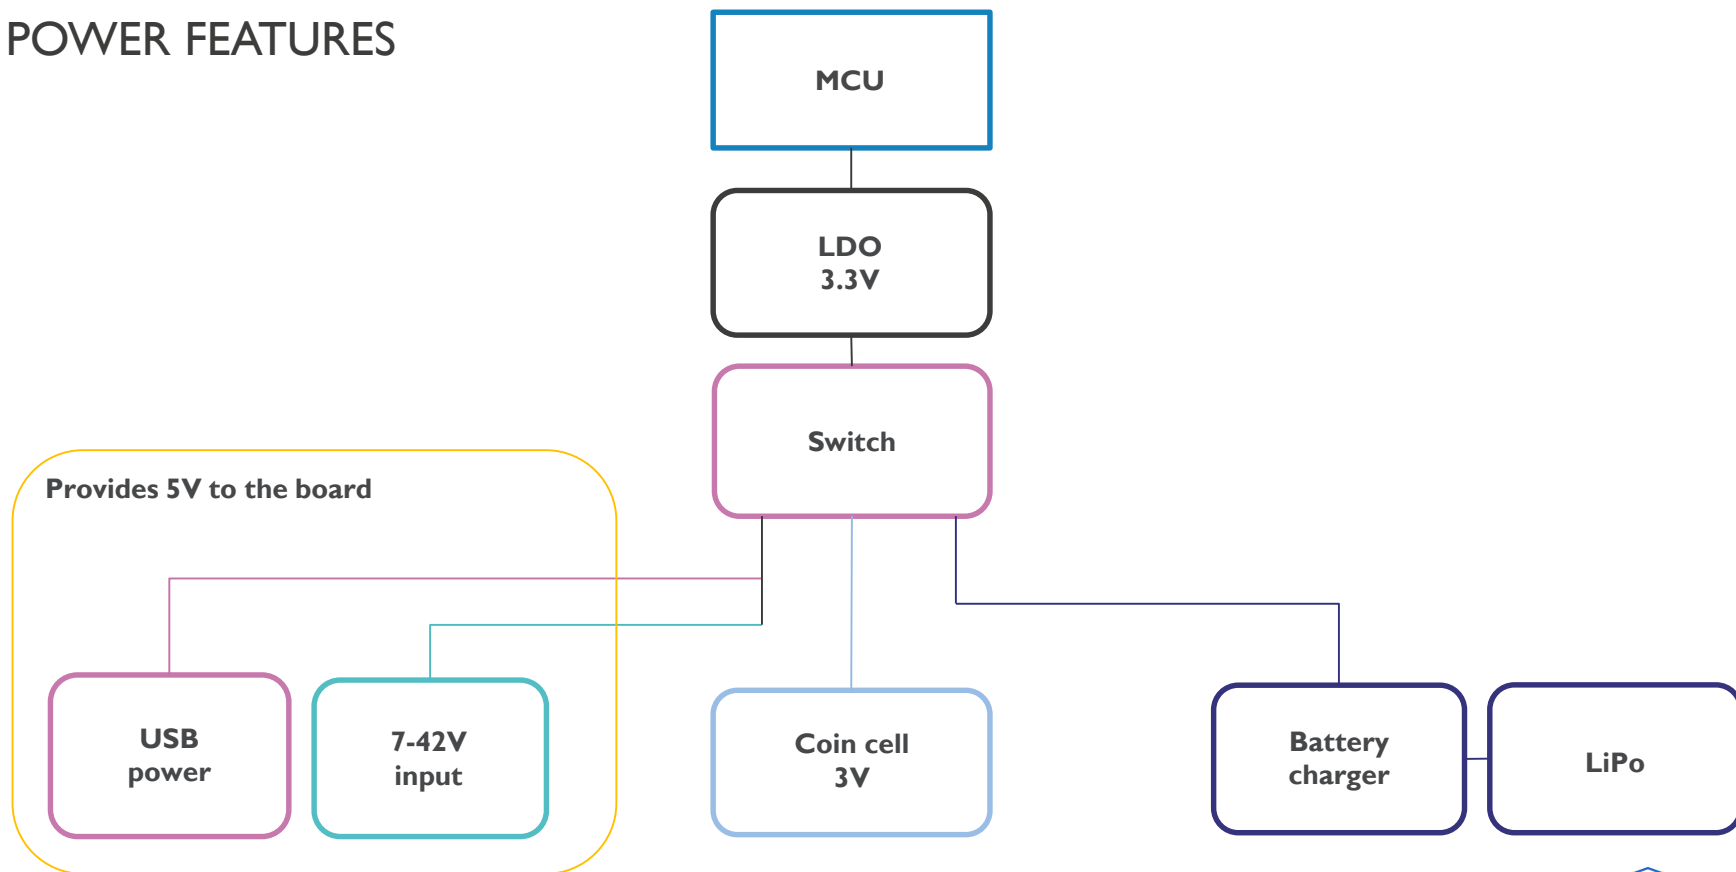 POWER FEATURES
MCU
LDO
3.3V
Switch
Provides 5V to the board
USB
power
7-42V
input
Coin cell
3V
Battery
charger
LiPo